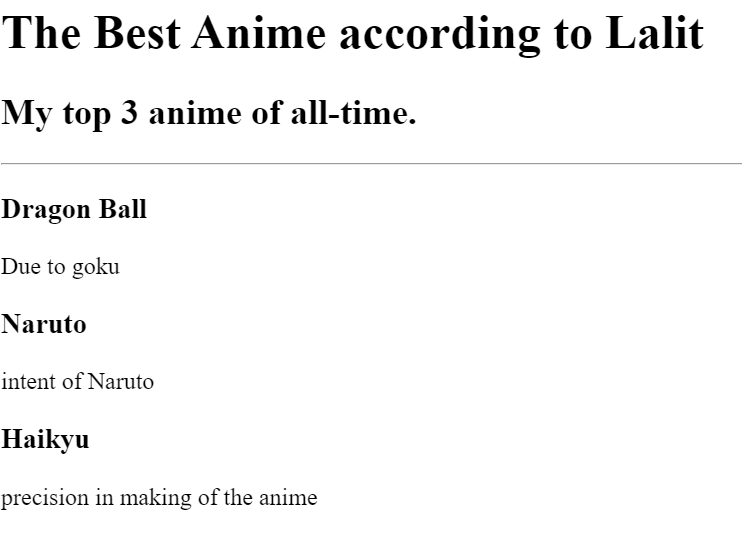 The Best Anime according to Lalit
My top 3 anime of all-time.
Dragon Ball
Due to goku
Naruto
intent of Naruto
Haikyu
precision in making of the anime